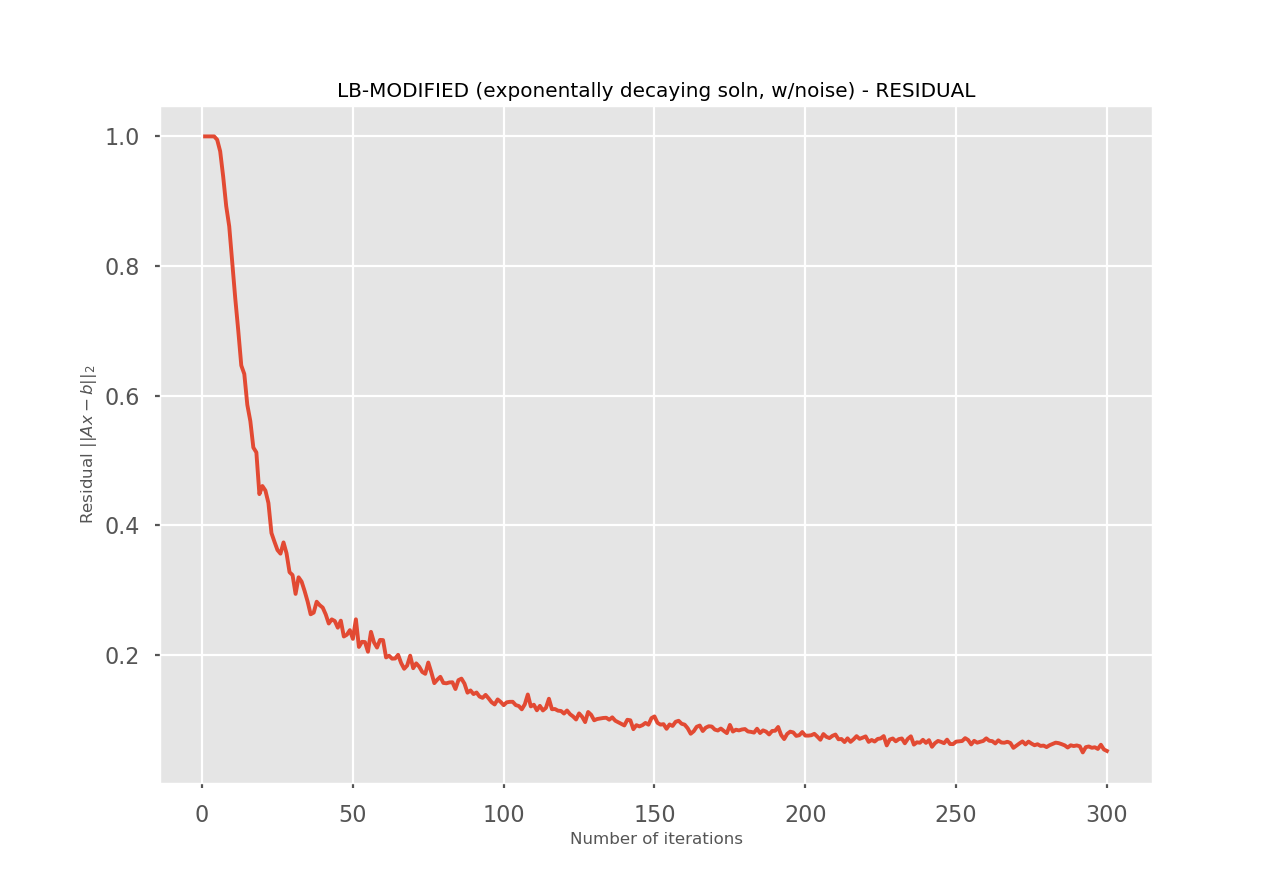 LB-MODIFIED (exponentially decaying soln, w/noise) - RESIDUAL
1.0
0.8
0.6
0.4
0.2
Residual ||Ax − b||₂
0 50 100 150 200 250 300
Number of iterations